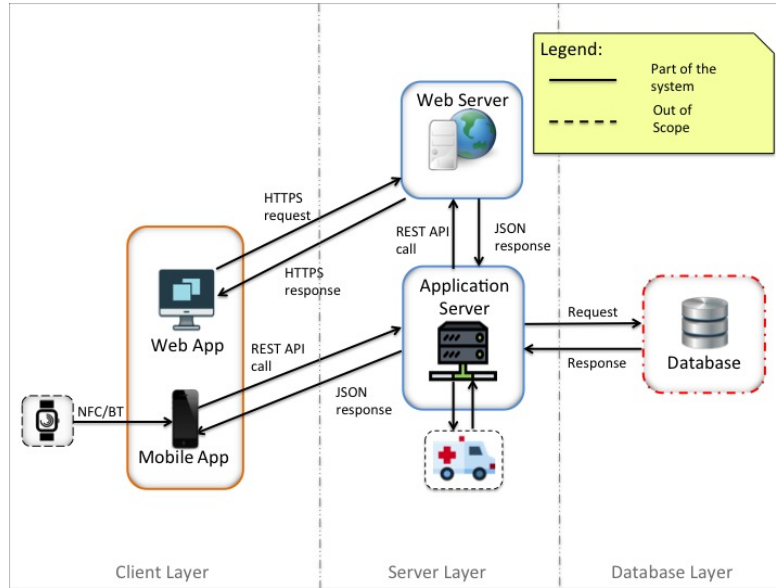 Legend:
Part of the
system
Out of
Scope
Web Server
HTTPS
request
REST API
call
JSON
response
HTTPS
response
Application
Server
Web App
Request
REST API
call
Response
Database
JSON
response
NFC/BT
Mobile App
Client Layer
Server Layer
Database Layer